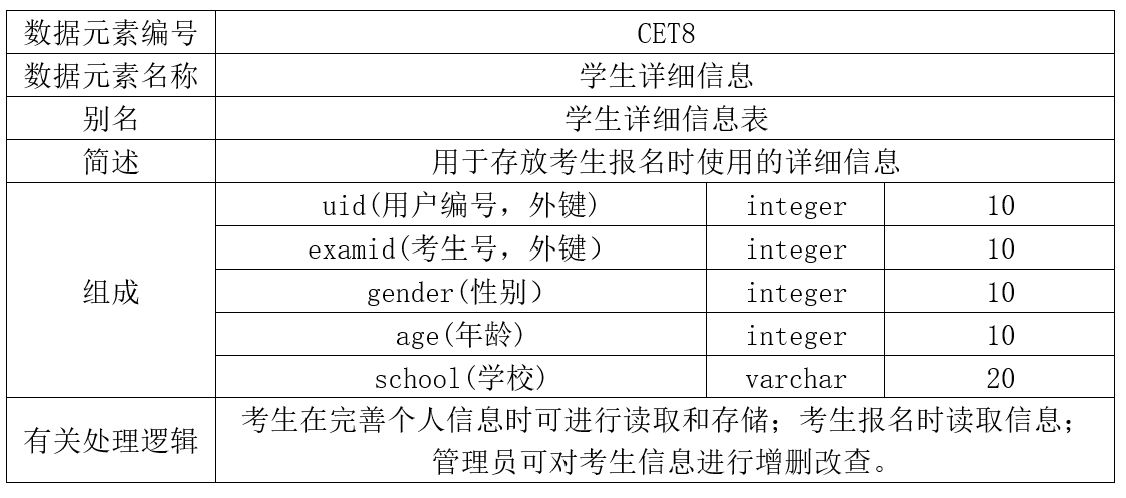 数据元素编号 CET8
数据元素名称 学生详细信息
别名 学生详细信息表
简述 用于存放考生报名时使用的详细信息
组成
uid(用户编号，外键) integer 10
examid(考生号，外键） integer 10
gender(性别） integer 10
age(年龄) integer 10
school(学校) varchar 20
有关处理逻辑
考生在完善个人信息时可进行读取和存储；考生报名时读取信息；
管理员可对考生信息进行增删改查。